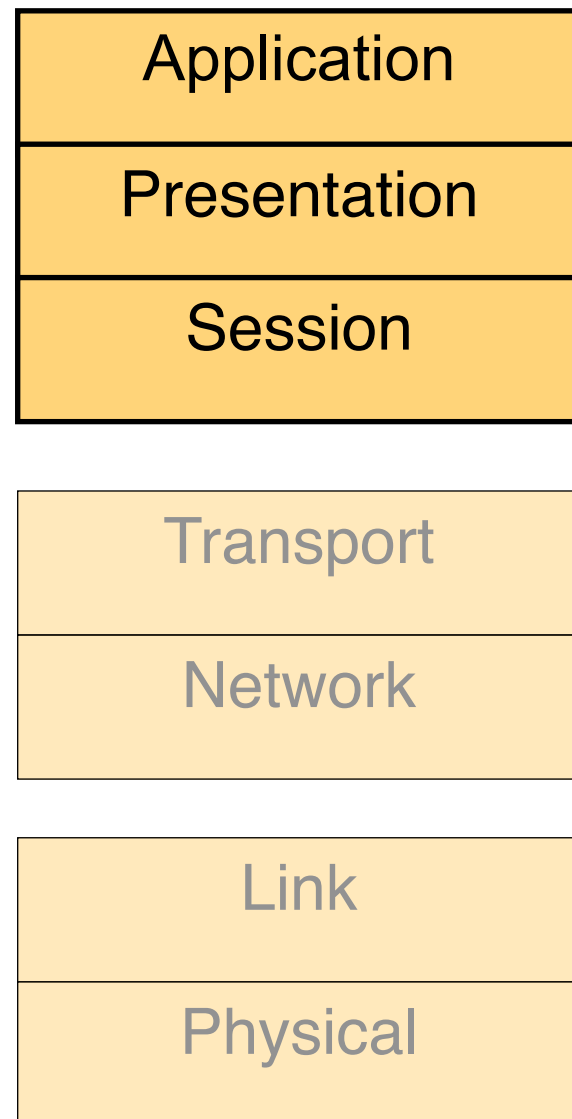 Application
Presentation
Session
Transport
Network
Link
Physical